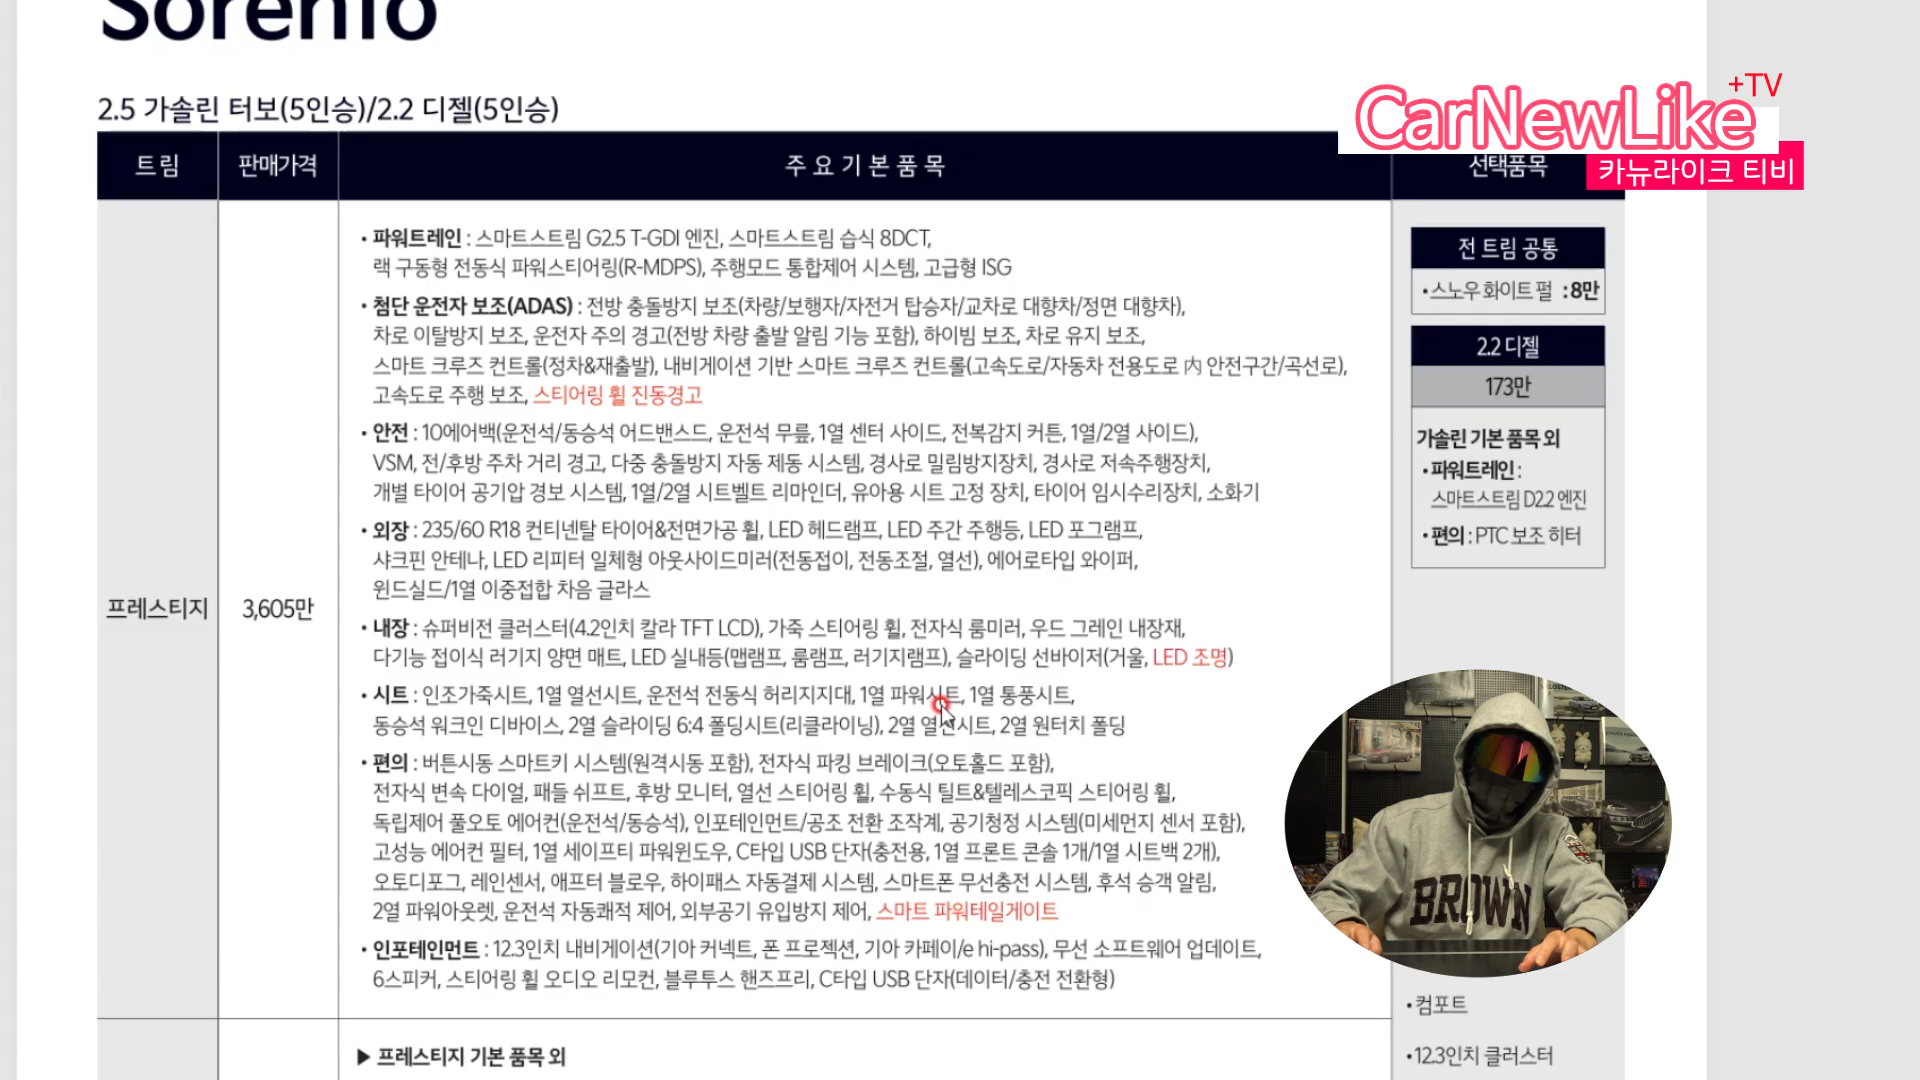 Sorento
+TV
CarNewLike
카뉴라이크 티비
2.5 가솔린 터보(5인승)/2.2 디젤(5인승)
트림
판매가격
주요기본품목
선택품목
프레스티지
3,605만
• 파워트레인 : 스마트스트림 G2.5 T-GDI 엔진, 스마트스트림 습식 8DCT,
랙 구동형 전동식 파워스티어링(R-MDPS), 주행모드 통합제어 시스템, 고급형 ISG
• 첨단 운전자 보조(ADAS) : 전방 충돌방지 보조(차량/보행자/자전거 탑승자/교차로 대향차/정면 대향차),
차로 이탈방지 보조, 운전자 주의 경고(전방 차량 출발 알림 기능 포함), 하이빔 보조, 차로 유지 보조,
스마트 크루즈 컨트롤(정차&재출발), 내비게이션 기반 스마트 크루즈 컨트롤(고속도로/자동차 전용도로 內 안전구간/곡선로),
고속도로 주행 보조, 스티어링 휠 진동경고
• 안전 : 10에어백(운전석/동승석 어드밴스드, 운전석 무릎, 1열 센터 사이드, 전복감지 커튼, 1열/2열 사이드),
VSM, 전/후방 주차 거리 경고, 다중 충돌방지 자동 제동 시스템, 경사로 밀림방지장치, 경사로 저속주행장치,
개별 타이어 공기압 경보 시스템, 1열/2열 시트벨트 리마인더, 유아용 시트 고정 장치, 타이어 임시수리장치, 소화기
• 외장 : 235/60 R18 컨티넨탈 타이어&전면가공 휠, LED 헤드램프, LED 주간 주행등, LED 포그램프,
샤크핀 안테나, LED 리피터 일체형 아웃사이드미러(전동접이, 전동조절, 열선), 에어로타입 와이퍼,
윈드실드/1열 이중접합 차음 글라스
• 내장 : 슈퍼비전 클러스터(4.2인치 칼라 TFT LCD), 가죽 스티어링 휠, 전자식 룸미러, 우드 그레인 내장재,
다기능 접이식 러기지 양면 매트, LED 실내등(맵램프, 룸램프, 러기지램프), 슬라이딩 선바이저(거울, LED 조명)
• 시트 : 인조가죽시트, 1열 열선시트, 운전석 전동식 허리지지대, 1열 파워시트, 1열 통풍시트,
동승석 워크인 디바이스, 2열 슬라이딩 6:4 폴딩시트(리클라이닝), 2열 열선시트, 2열 원터치 폴딩
• 편의 : 버튼시동 스마트키 시스템(원격시동 포함), 전자식 파킹 브레이크(오토홀드 포함),
전자식 변속 다이얼, 패들 쉬프트, 후방 모니터, 열선 스티어링 휠, 수동식 틸트&텔레스코픽 스티어링 휠,
독립제어 풀오토 에어컨(운전석/동승석), 인포테인먼트/공조 전환 조작계, 공기청정 시스템(미세먼지 센서 포함),
고성능 에어컨 필터, 1열 세이프티 파워윈도우, C타입 USB 단자(충전용, 1열 프론트 콘솔 1개/1열 시트백 2개),
오토디포그, 레인센서, 애프터 블로우, 하이패스 자동결제 시스템, 스마트폰 무선충전 시스템, 후석 승객 알림,
2열 파워아웃렛, 운전석 자동쾌적 제어, 외부공기 유입방지 제어, 스마트 파워테일게이트
• 인포테인먼트 : 12.3인치 내비게이션(기아 커넥트, 폰 프로젝션, 기아 카페이/e hi-pass), 무선 소프트웨어 업데이트,
6스피커, 스티어링 휠 오디오 리모컨, 블루투스 핸즈프리, C타입 USB 단자(데이터/충전 전환형)
▶ 프레스티지 기본 품목 외
전 트림 공통
• 스노우 화이트 펄 : 8만
2.2 디젤
173만
가솔린 기본 품목 외
• 파워트레인 :
스마트스트림 D2.2 엔진
• 편의 : PTC 보조 히터
BROWN
• 컴포트
• 12.3인치 클러스터